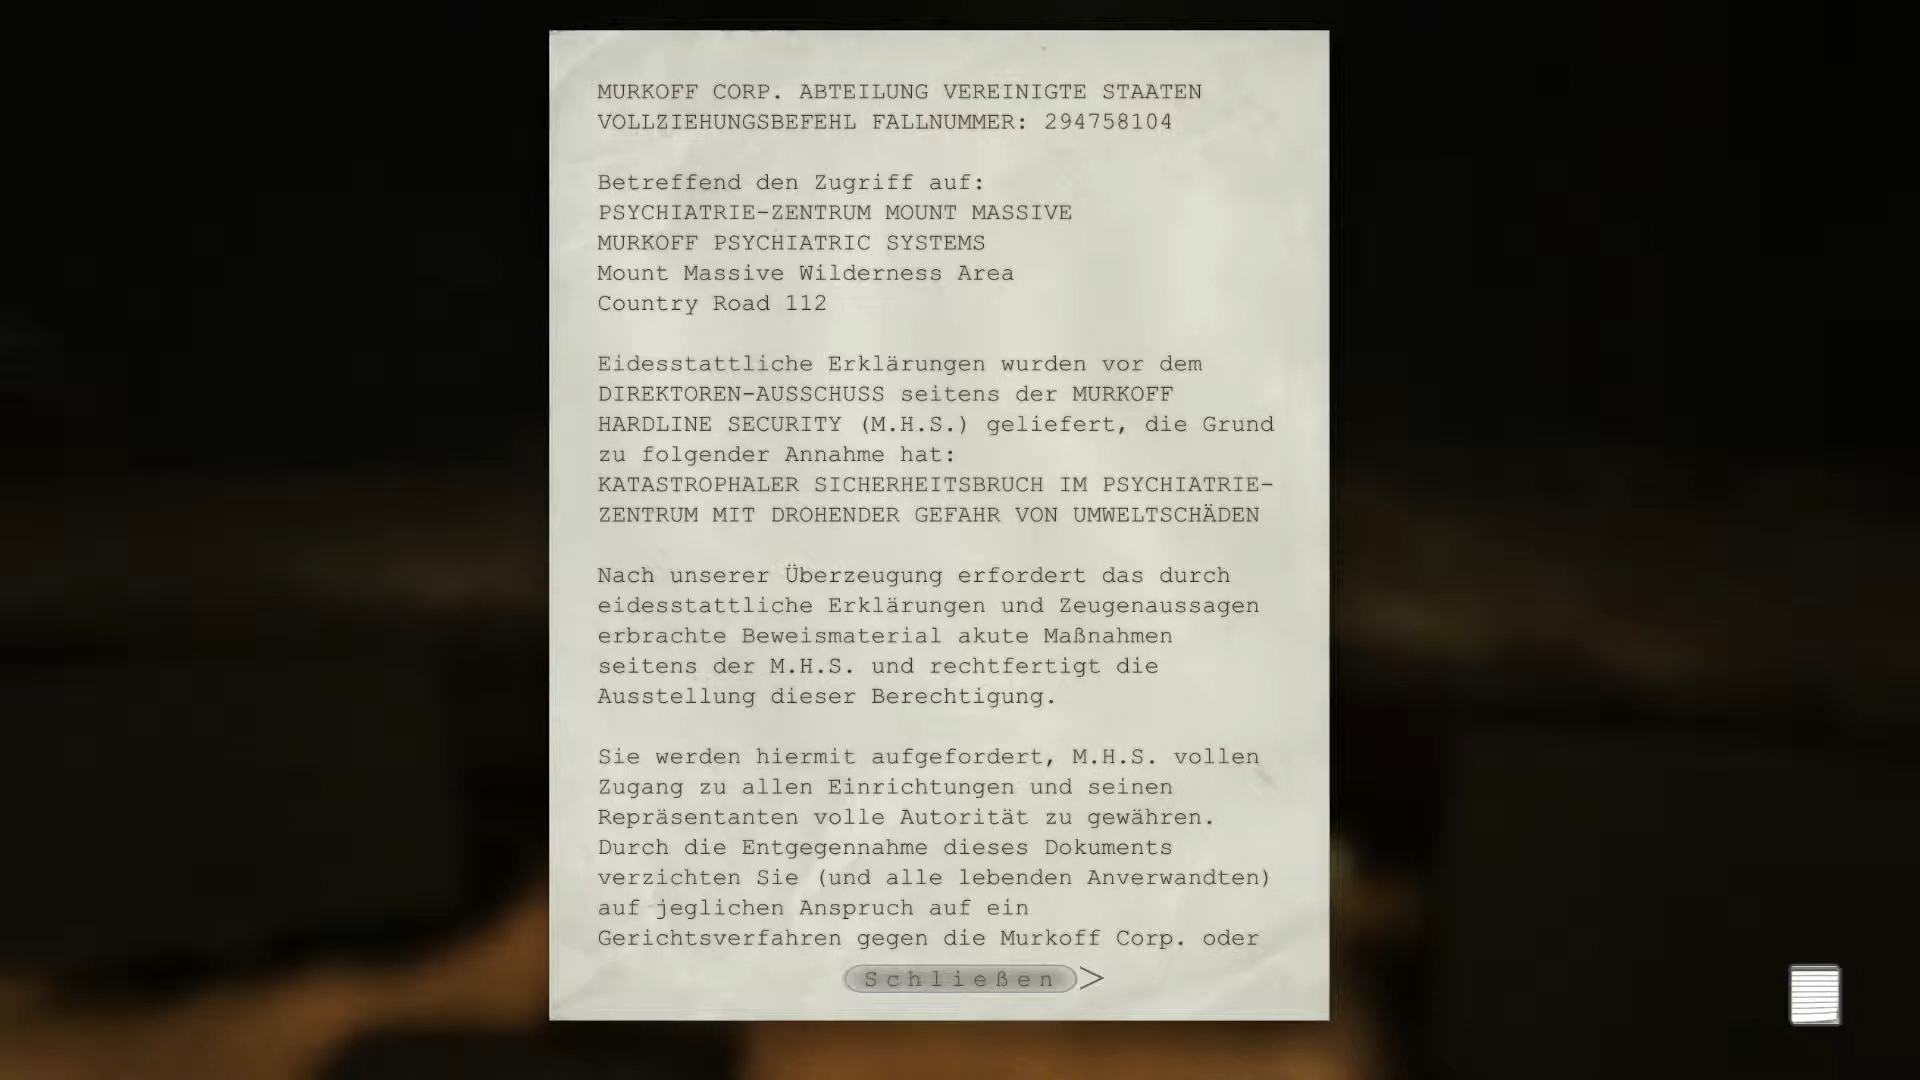 MURKOFF CORP. ABTEILUNG VEREINIGTE STAATEN
VOLLZIEHUNGSBEFEHL FALLNUMMER: 294758104
Betreffend den Zugriff auf:
PSYCHIATRIE-ZENTRUM MOUNT MASSIVE
MURKOFF PSYCHIATRIC SYSTEMS
Mount Massive Wilderness Area
Country Road 112
Eidesstattliche Erklärungen wurden vor dem
DIREKTOREN-AUSSCHUSS seitens der MURKOFF
HARDLINE SECURITY (M.H.S.) geliefert, die Grund
zu folgender Annahme hat:
KATASTROPHALER SICHERHEITSBRUCH IM PSYCHIATRIE-
ZENTRUM MIT DROHENDER GEFAHR VON UMWELTSCHÄDEN
Nach unserer Überzeugung erfordert das durch
eidesstattliche Erklärungen und Zeugenaussagen
erbrachte Beweismaterial akute Maßnahmen
seitens der M.H.S. und rechtfertigt die
Ausstellung dieser Berechtigung.
Sie werden hiermit aufgefordert, M.H.S. vollen
Zugang zu allen Einrichtungen und seinen
Repräsentanten volle Autorität zu gewähren.
Durch die Entgegennahme dieses Dokuments
verzichten Sie (und alle lebenden Anverwandten)
auf jeglichen Anspruch auf ein
Gerichtsverfahren gegen die Murkoff Corp. oder
Schließen >